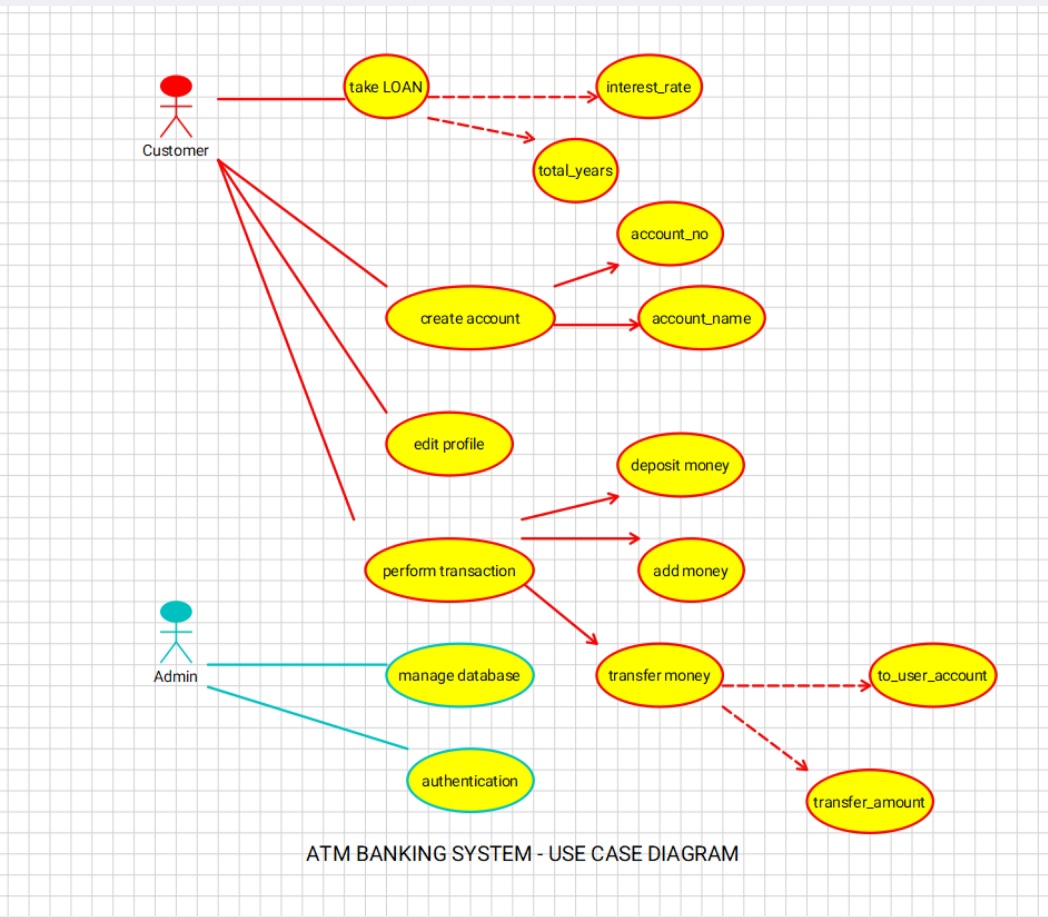 take LOAN
interest_rate
Customer
total_years
account_no
create account
account_name
edit profile
deposit money
perform transaction
add money
Admin
manage database
transfer money
to_user_account
authentication
transfer_amount
ATM BANKING SYSTEM - USE CASE DIAGRAM